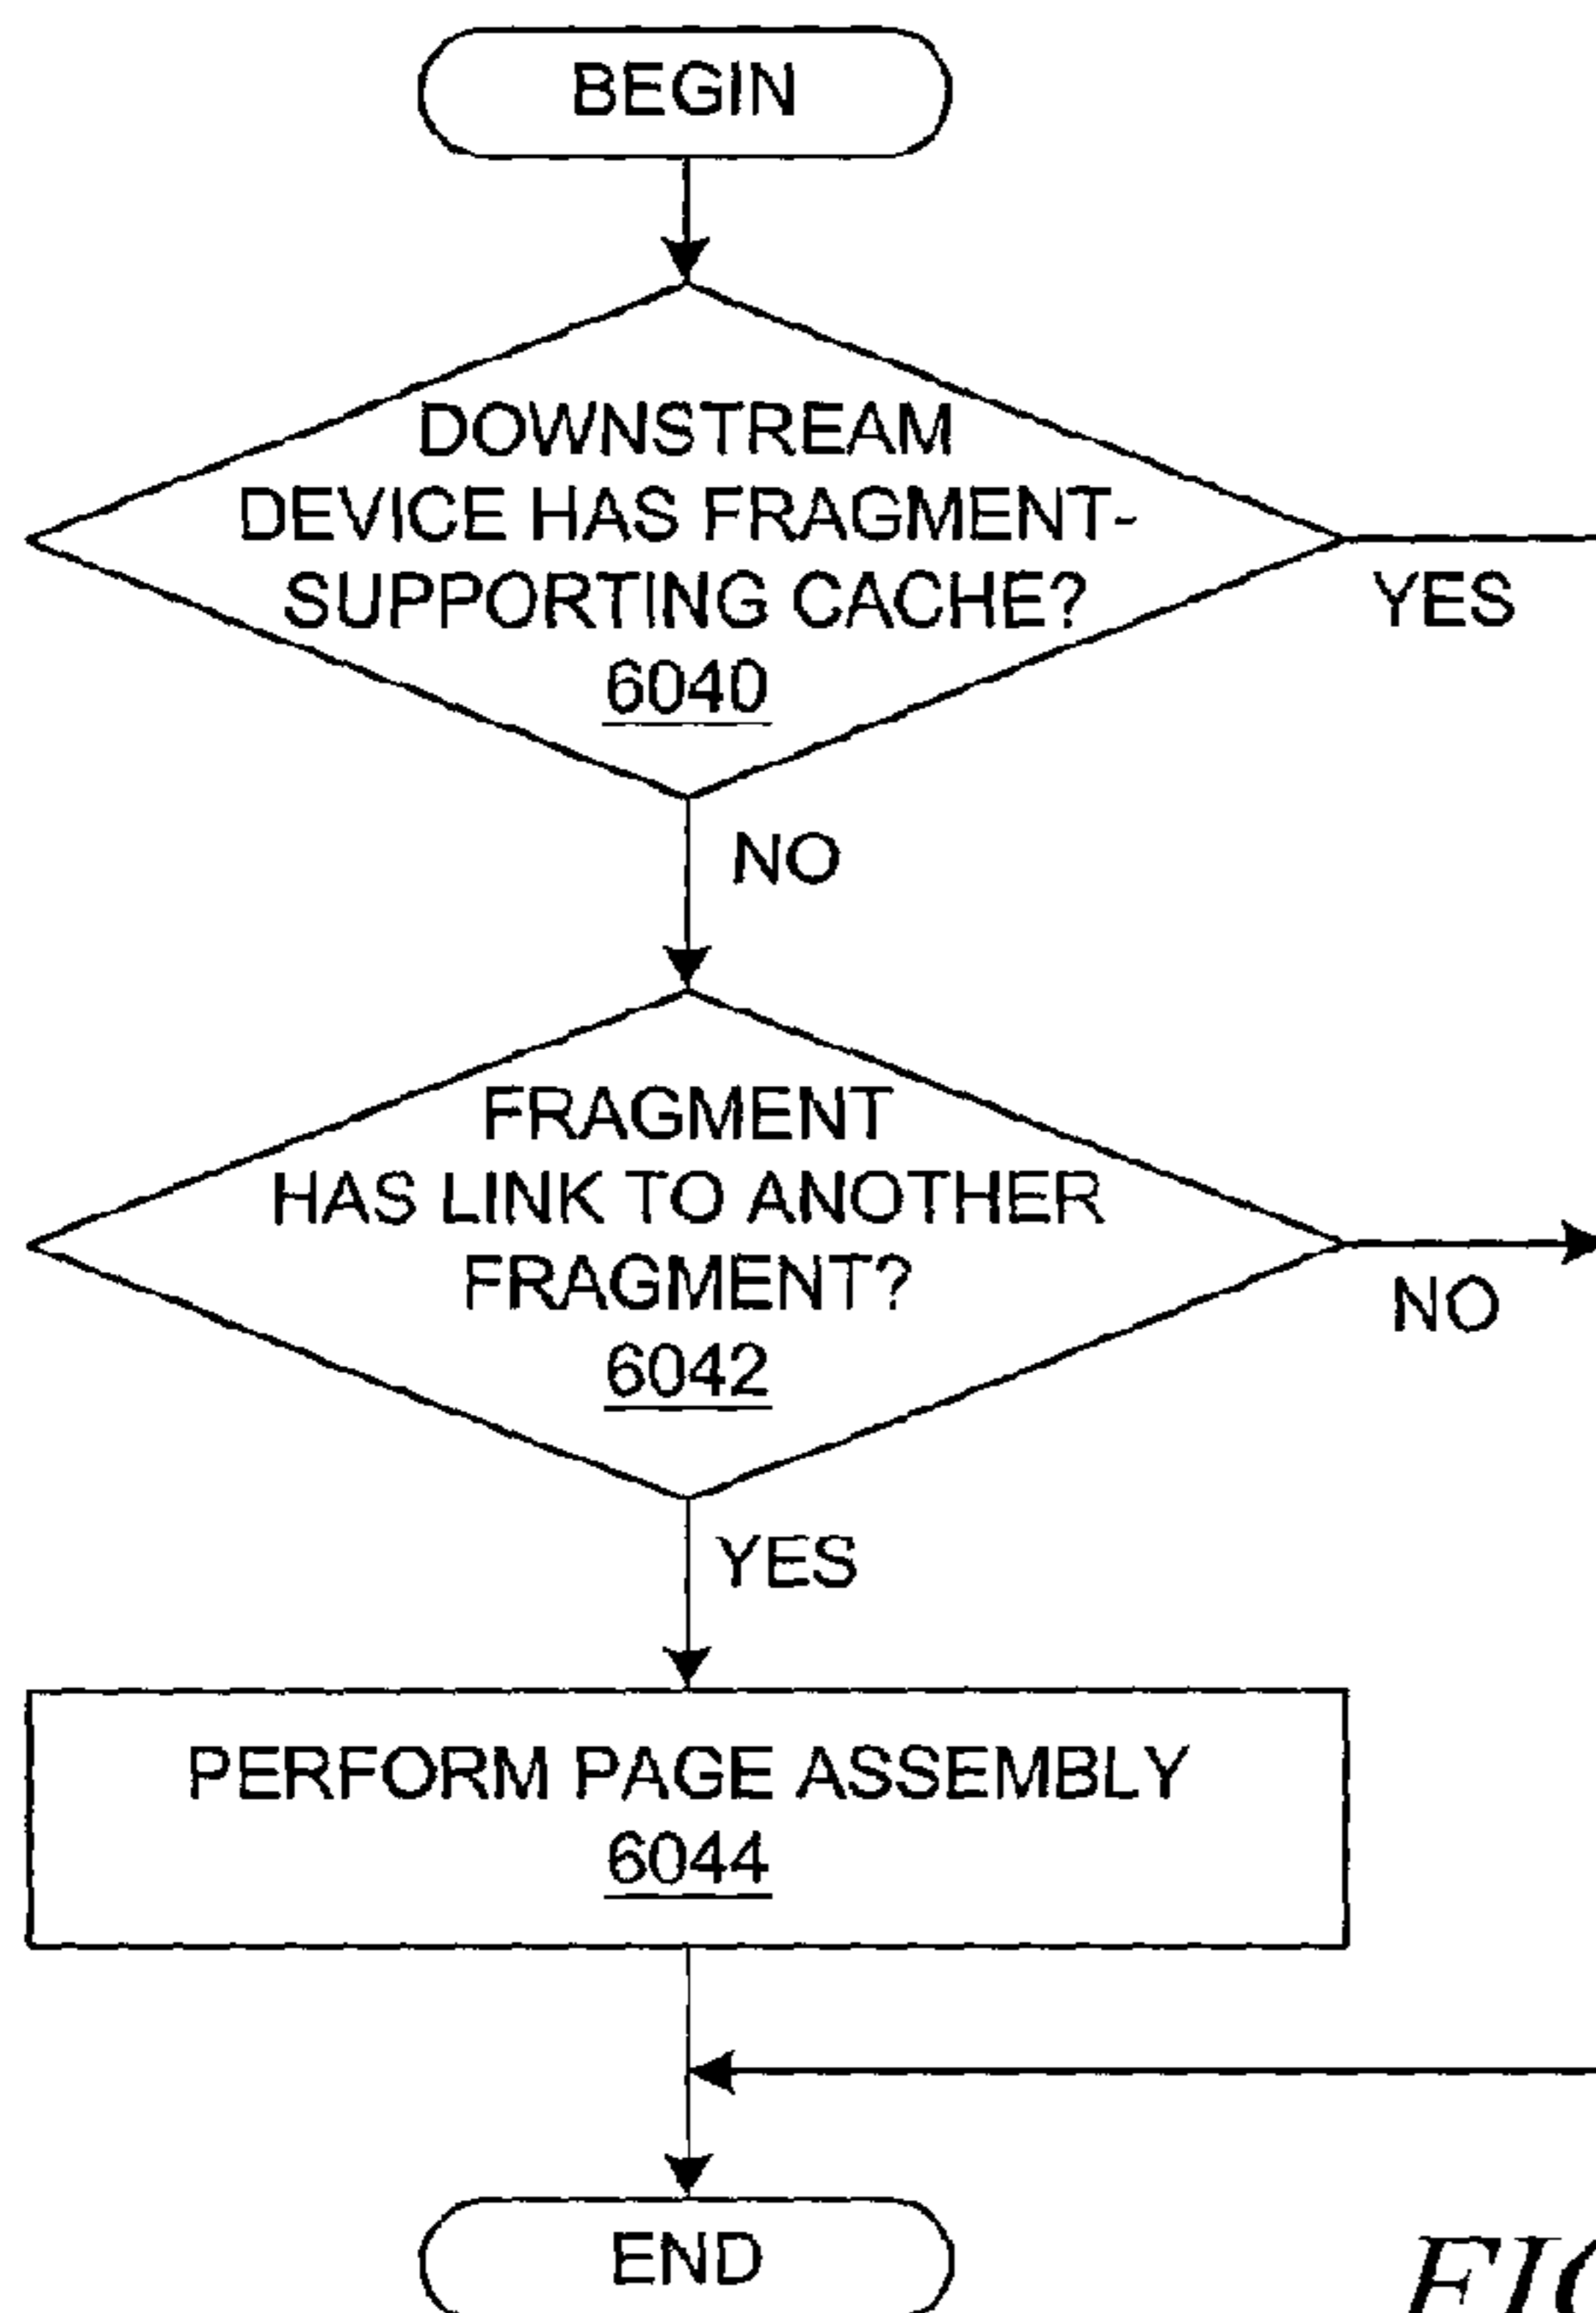 BEGIN
DOWNSTREAM
DEVICE HAS FRAGMENT-
SUPPORTING CACHE?
6040
YES
NO
FRAGMENT
HAS LINK TO ANOTHER
FRAGMENT?
6042
NO
YES
PERFORM PAGE ASSEMBLY
6044
END